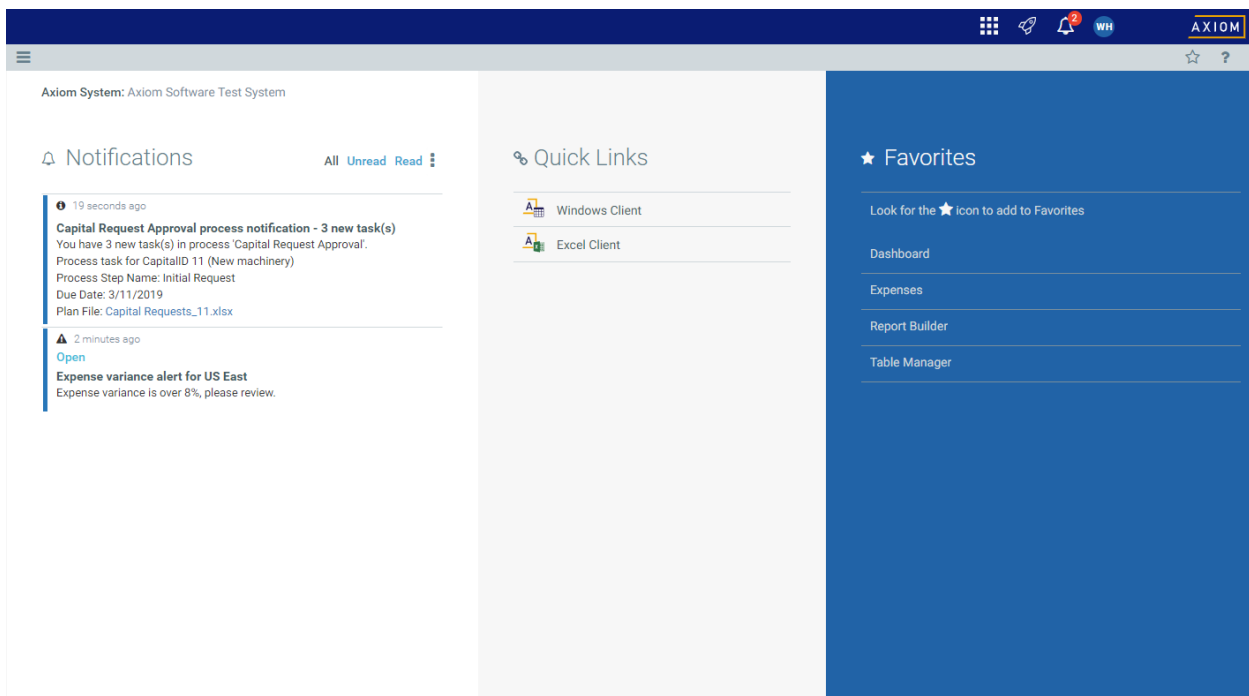 2
WH
AXIOM
?
Axiom System: Axiom Software Test System
Notifications
All Unread Read
19 seconds ago
Capital Request Approval process notification - 3 new task(s)
You have 3 new task(s) in process 'Capital Request Approval'.
Process task for CapitalID 11 (New machinery)
Process Step Name: Initial Request
Due Date: 3/11/2019
Plan File: Capital Requests_11.xlsx
2 minutes ago
Open
Expense variance alert for US East
Expense variance is over 8%, please review.
Quick Links
Windows Client
Excel Client
Favorites
Look for the icon to add to Favorites
Dashboard
Expenses
Report Builder
Table Manager